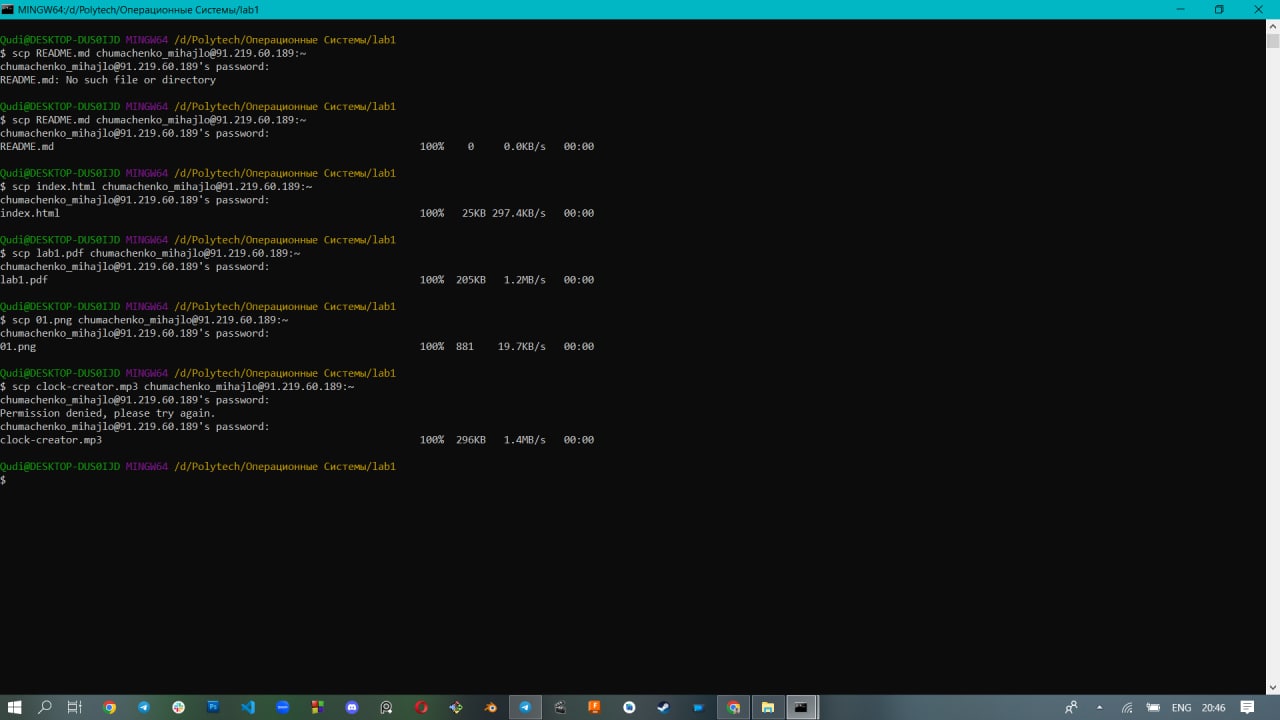 MINGW64:/d/Polytech/Операционные Системы/lab1
Qudi@DESKTOP-DUS0IJD MINGW64 /d/Polytech/Операционные Системы/lab1
$ scp README.md chumachenko_mihajlo@91.219.60.189:~
chumachenko_mihajlo@91.219.60.189's password:
README.md: No such file or directory
Qudi@DESKTOP-DUS0IJD MINGW64 /d/Polytech/Операционные Системы/lab1
$ scp README.md chumachenko_mihajlo@91.219.60.189:~
chumachenko_mihajlo@91.219.60.189's password:
README.md 100% 0 0.0KB/s 00:00
Qudi@DESKTOP-DUS0IJD MINGW64 /d/Polytech/Операционные Системы/lab1
$ scp index.html chumachenko_mihajlo@91.219.60.189:~
chumachenko_mihajlo@91.219.60.189's password:
index.html 100% 25KB 297.4KB/s 00:00
Qudi@DESKTOP-DUS0IJD MINGW64 /d/Polytech/Операционные Системы/lab1
$ scp lab1.pdf chumachenko_mihajlo@91.219.60.189:~
chumachenko_mihajlo@91.219.60.189's password:
lab1.pdf 100% 205KB 1.2MB/s 00:00
Qudi@DESKTOP-DUS0IJD MINGW64 /d/Polytech/Операционные Системы/lab1
$ scp 01.png chumachenko_mihajlo@91.219.60.189:~
chumachenko_mihajlo@91.219.60.189's password:
01.png 100% 881 19.7KB/s 00:00
Qudi@DESKTOP-DUS0IJD MINGW64 /d/Polytech/Операционные Системы/lab1
$ scp clock-creator.mp3 chumachenko_mihajlo@91.219.60.189:~
chumachenko_mihajlo@91.219.60.189's password:
Permission denied, please try again.
chumachenko_mihajlo@91.219.60.189's password:
clock-creator.mp3 100% 296KB 1.4MB/s 00:00
Qudi@DESKTOP-DUS0IJD MINGW64 /d/Polytech/Операционные Системы/lab1
$
Ps
ENG 20:46